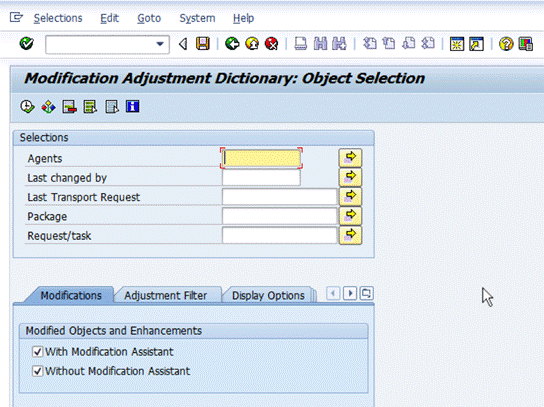 Selections Edit Goto System Help
Modification Adjustment Dictionary: Object Selection
Selections
Agents
Last changed by
Last Transport Request
Package
Request/task
Modifications Adjustment Filter Display Options
Modified Objects and Enhancements
With Modification Assistant
Without Modification Assistant